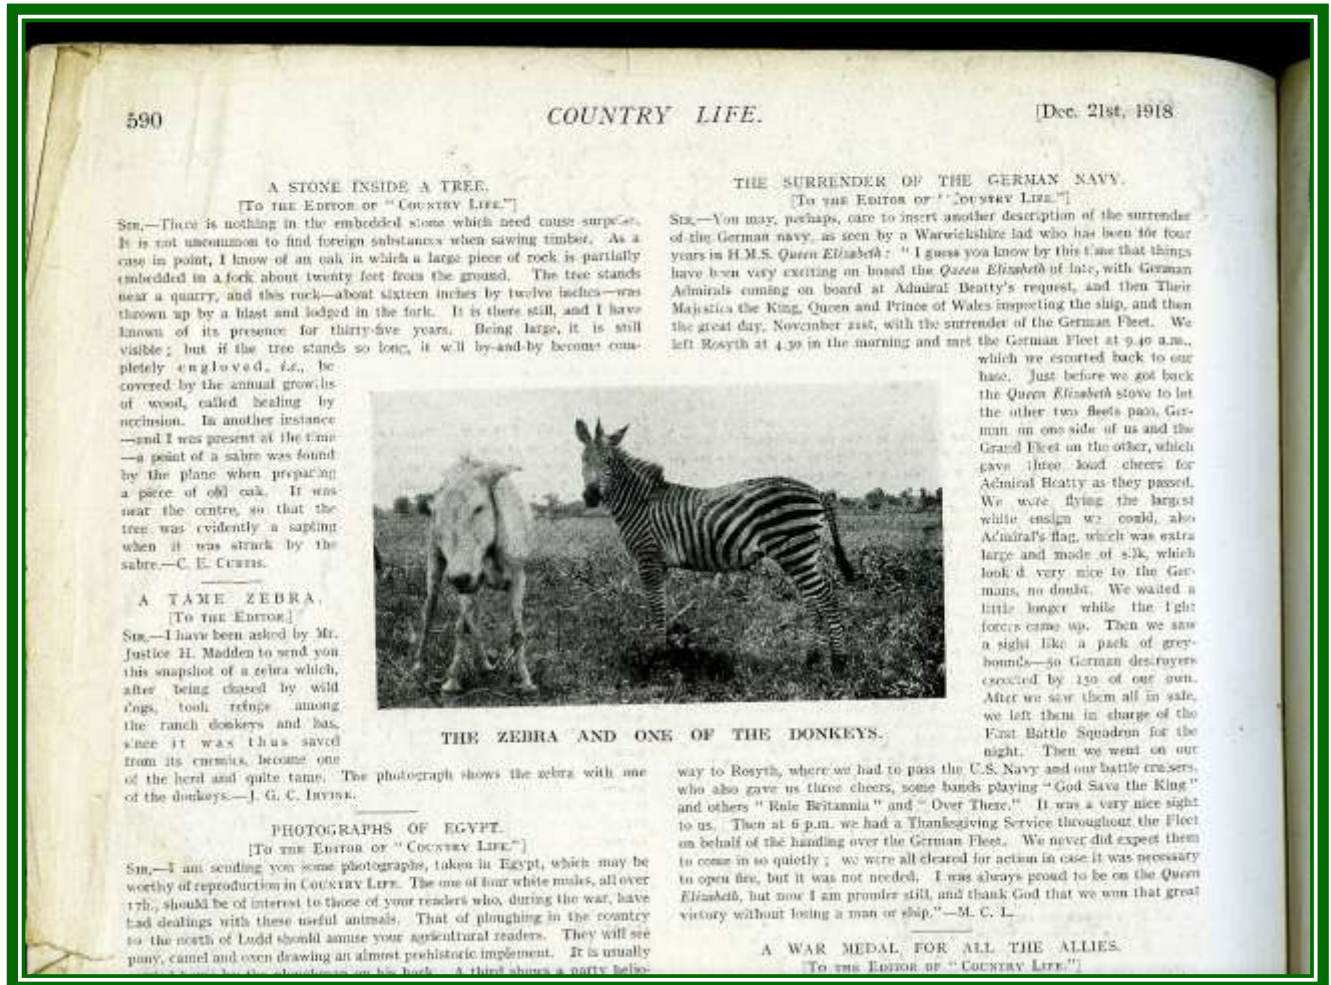 590
COUNTRY LIFE.
[Dec. 21st, 1918
A STONE INSIDE A TREE.
[TO THE EDITOR OF "COUNTRY LIFE."]
SIR,—There is nothing in the embedded stone which need cause surprise.
It is not uncommon to find foreign substances when sawing timber. As a
case in point, I know of an oak in which a large piece of rock is partially
embedded in a fork about twenty feet from the ground. The tree stands
near a quarry, and this rock—about sixteen inches by twelve inches—was
thrown up by a blast and lodged in the fork. It is there still, and I have
known of its presence for thirty-five years. Being large, it is still
visible; but if the tree stands so long, it will by-and-by become com-
pletely engloved, i.e., be
covered by the annual growths
of wood, called healing by
occlusion. In another instance
—and I was present at the time
—a point of a sabre was found
by the plane when preparing
a piece of old oak. It was
near the centre, so that the
tree was evidently a sapling
when it was struck by the
sabre.—C. E. CURTIS.
A TAME ZEBRA.
[TO THE EDITOR.]
SIR,—I have been asked by Mr.
Justice H. Madden to send you
this snapshot of a zebra which,
after being chased by wild
dogs, took refuge among
the ranch donkeys and has,
since it was thus saved
from its enemies, become one
of the herd and quite tame. The photograph shows the zebra with one
of the donkeys.—J. G. C. IRVINE.
THE ZEBRA AND ONE OF THE DONKEYS.
PHOTOGRAPHS OF EGYPT.
[TO THE EDITOR OF "COUNTRY LIFE."]
SIR,—I am sending you some photographs, taken in Egypt, which may be
worthy of reproduction in COUNTRY LIFE. The one of four white mules, all over
17h., should be of interest to those of your readers who, during the war, have
had dealings with these useful animals. That of ploughing in the country
to the north of Ludd should amuse your agricultural readers. They will see
pony, camel and oxen drawing an almost prehistoric implement. It is usually
by the ploughman on his back. A third shows a party
THE SURRENDER OF THE GERMAN NAVY.
[TO THE EDITOR OF "COUNTRY LIFE."]
SIR,—You may, perhaps, care to insert another description of the surrender
of the German navy, as seen by a Warwickshire lad who has been for four
years in H.M.S. Queen Elizabeth: "I guess you know by this time that things
have been very exciting on board the Queen Elizabeth of late, with German
Admirals coming on board at Admiral Beatty's request, and then Their
Majesties the King, Queen and Prince of Wales inspecting the ship, and then
the great day, November 21st, with the surrender of the German Fleet. We
left Rosyth at 4.30 in the morning and met the German Fleet at 9.40 a.m.,
which we escorted back to our
base. Just before we got back
the Queen Elizabeth stove to let
the other two fleets pass, Ger-
man on one side of us and the
Grand Fleet on the other, which
gave three loud cheers for
Admiral Beatty as they passed.
We were flying the largest
white ensign we could, also
Admiral's flag, which was extra
large and made of silk, which
look'd very nice to the Ger-
mans, no doubt. We waited a
little longer while the light
forces came up. Then we saw
a sight like a pack of grey-
hounds—50 German destroyers
escorted by 150 of our own.
After we saw them all in safe,
we left them in charge of the
First Battle Squadron for the
night. Then we went on our
way to Rosyth, where we had to pass the U.S. Navy and our battle cruisers,
who also gave us three cheers, some bands playing "God Save the King"
and others "Rule Britannia" and "Over There." It was a very nice sight
to us. Then at 6 p.m. we had a Thanksgiving Service throughout the Fleet
on behalf of the handing over the German Fleet. We never did expect them
to come in so quietly; we were all cleared for action in case it was necessary
to open fire, but it was not needed. I was always proud to be on the Queen
Elizabeth, but now I am prouder still, and thank God that we won that great
victory without losing a man or ship."—M. C. L.
A WAR MEDAL FOR ALL THE ALLIES.
[TO THE EDITOR OF "COUNTRY LIFE."]